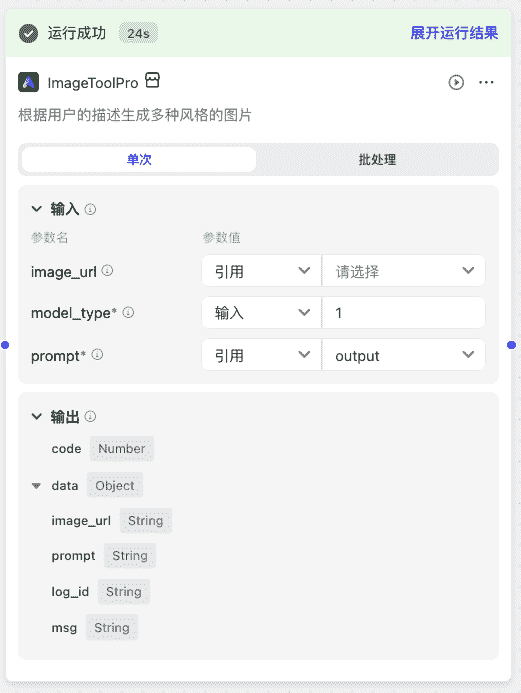 运行成功 24s 展开运行结果
ImageToolPro
根据用户的描述生成多种风格的图片
单次 批处理
输入
参数名 参数值
image_url 引用 请选择
model_type* 输入 1
prompt* 引用 output
输出
code Number
data Object
image_url String
prompt String
log_id String
msg String